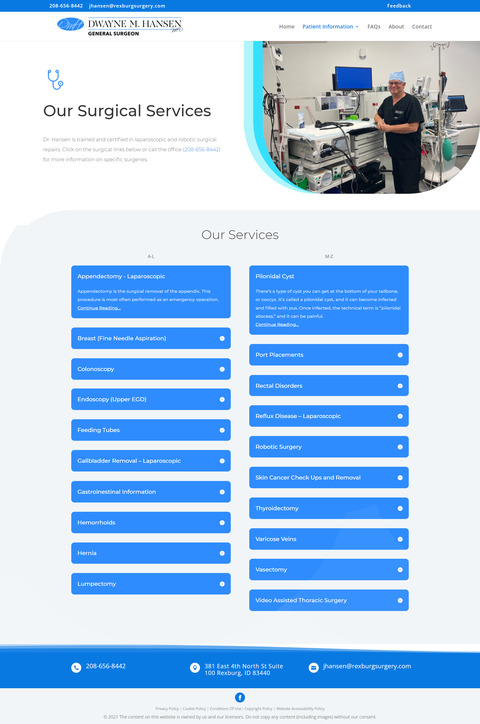 208-656-8442 jhansen@rexburgsurgery.com Feedback
DWAYNE M. HANSEN
GENERAL SURGEON
Home Patient Information FAQs About Contact
Our Surgical Services
Dr. Hansen is trained and certified in laparoscopic and robotic surgical
repairs. Click on the surgical links below or call the office (208-656-8442)
for more information on specific surgeries.
Our Services
A-L
Appendectomy - Laparoscopic
Appendectomy is the surgical removal of the appendix. This
procedure is most often performed as an emergency operation.
Continue Reading...
Breast (Fine Needle Aspiration)
Colonoscopy
Endoscopy (Upper EGD)
Feeding Tubes
Gallbladder Removal – Laparoscopic
Gastroinestinal Information
Hemorrhoids
Hernia
Lumpectomy
M-Z
Pilonidal Cyst
There's a type of cyst you can get at the bottom of your tailbone,
or coccyx. It's called a pilonidal cyst, and it can become infected
and filled with pus. Once infected, the technical term is "pilonidal
abscess," and it can be painful.
Continue Reading...
Port Placements
Rectal Disorders
Reflux Disease – Laparoscopic
Robotic Surgery
Skin Cancer Check Ups and Removal
Thyroidectomy
Varicose Veins
Vasectomy
Video Assisted Thoracic Surgery
208-656-8442
381 East 4th North St Suite
100 Rexburg, ID 83440
jhansen@rexburgsurgery.com
Privacy Policy | Cookie Policy | Conditions Of Use | Copyright Policy | Website Accessability Policy
© 2021 The content on this website is owned by us and our licensors. Do not copy any content (including images) without our consent.